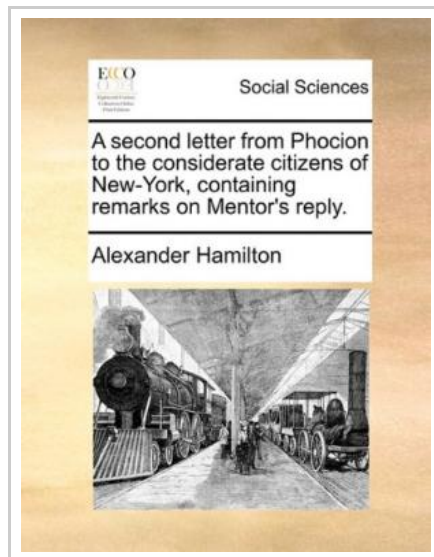 ECCO
Social Sciences
A second letter from Phocion
to the considerate citizens of
New-York, containing
remarks on Mentor's reply.
Alexander Hamilton